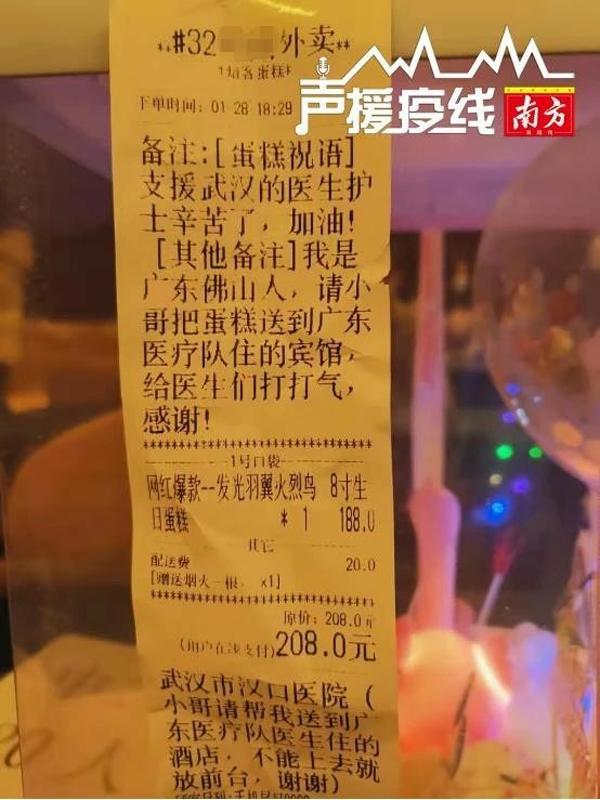 声援疫线
南方
**#32 外卖**
下单时间: 01 28 18:29
备注:[蛋糕祝语]
支援武汉的医生护
士辛苦了，加油!
[其他备注]我是
广东佛山人，请小
哥把蛋糕送到广东
医疗队住的宾馆，
给医生们打打气，
感谢!
1号口袋
网红爆款--发光羽翼火烈鸟 8寸生
日蛋糕 * 1 188.0
其它
配送费 20.0
[赠送烟火一根, x1]
原价: 208.0元
(用户在线支付)208.0元
武汉市汉口医院 (
小哥请帮我送到广
东医疗队医生住的
酒店，不能上去就
放前台，谢谢)